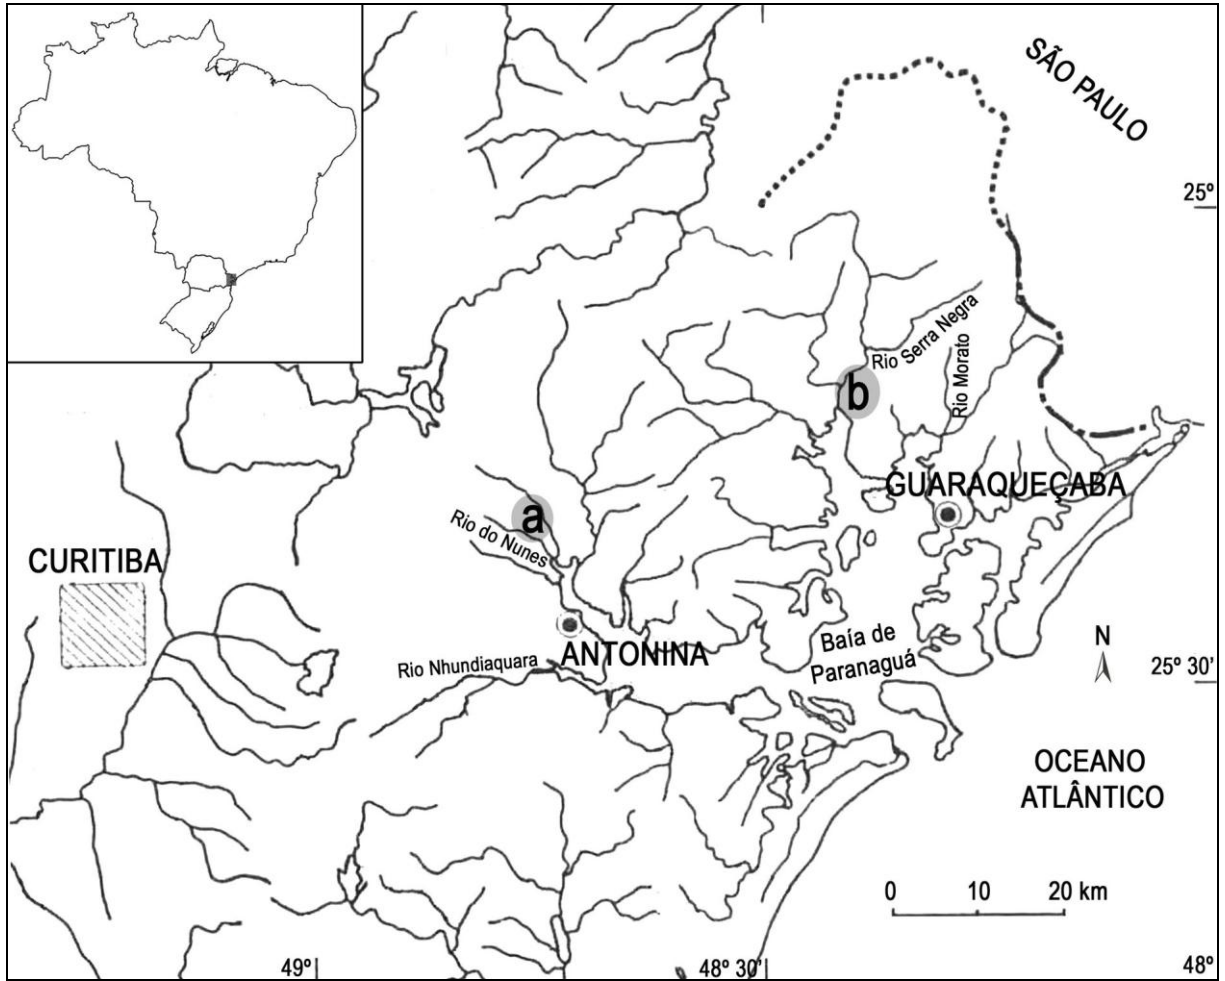 SÃO PAULO
25º
Rio Serra Negra
Rio Morato
b
GUARAQUEÇABA
a
Rio do Nunes
CURITIBA
ANTONINA
Rio Nhundiaquara
Baía de
Paranaguá
N
25º 30'
OCEANO
ATLÂNTICO
0 10 20 km
49º
48º 30'
48º